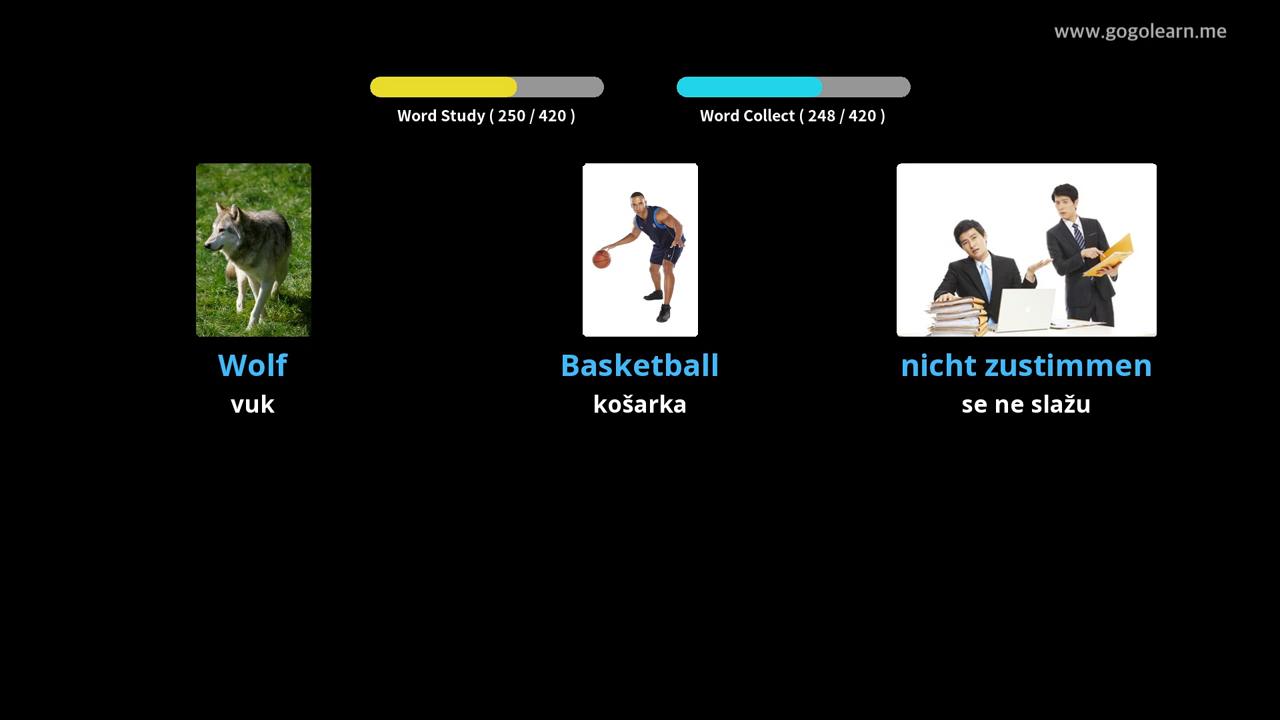 www.gogolearn.me
Word Study ( 250 / 420 )
Word Collect ( 248 / 420 )
Wolf
vuk
Basketball
košarka
nicht zustimmen
se ne slažu